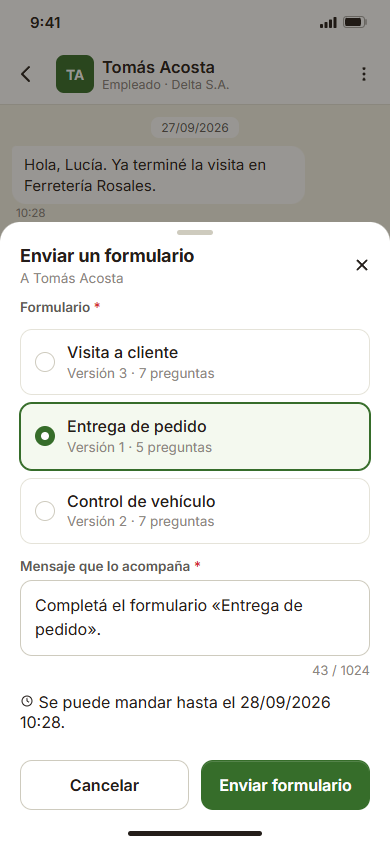 9:41
TA
Tomás Acosta
Empleado · Delta S.A.
27/09/2026
Hola, Lucía. Ya terminé la visita en
Ferretería Rosales.
10:28
Enviar un formulario
A Tomás Acosta
Formulario *
Visita a cliente
Versión 3 · 7 preguntas
Entrega de pedido
Versión 1 · 5 preguntas
Control de vehículo
Versión 2 · 7 preguntas
Mensaje que lo acompaña *
Completá el formulario «Entrega de
pedido».
43 / 1024
Se puede mandar hasta el 28/09/2026
10:28.
Cancelar
Enviar formulario